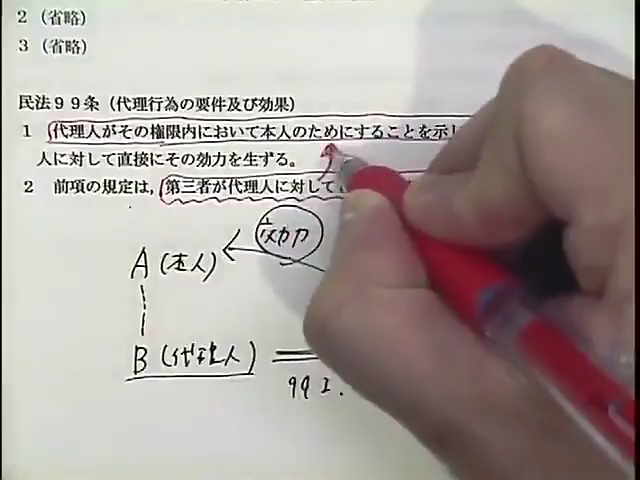 2（省略）
3（省略）
民法９９条（代理行為の要件及び効果）
1 代理人がその権限内において本人のためにすることを示し
人に対して直接にその効力を生ずる。
2 前項の規定は，第三者が代理人に対して
効力
A（本人）
B（代理人）
99 I.